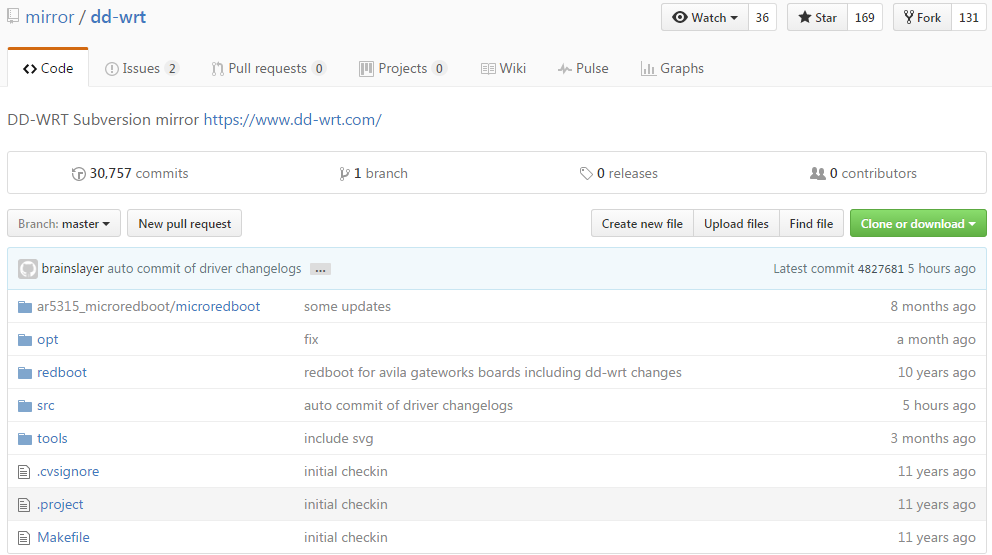 mirror / dd-wrt Watch 36 Star 169 Fork 131
Code Issues 2 Pull requests 0 Projects 0 Wiki Pulse Graphs
DD-WRT Subversion mirror https://www.dd-wrt.com/
30,757 commits 1 branch 0 releases 0 contributors
Branch: master New pull request Create new file Upload files Find file Clone or download
brainslayer auto commit of driver changelogs ... Latest commit 4827681 5 hours ago
ar5315_microredboot/microredboot some updates 8 months ago
opt fix a month ago
redboot redboot for avila gateworks boards including dd-wrt changes 10 years ago
src auto commit of driver changelogs 5 hours ago
tools include svg 3 months ago
.cvsignore initial checkin 11 years ago
.project initial checkin 11 years ago
Makefile initial checkin 11 years ago